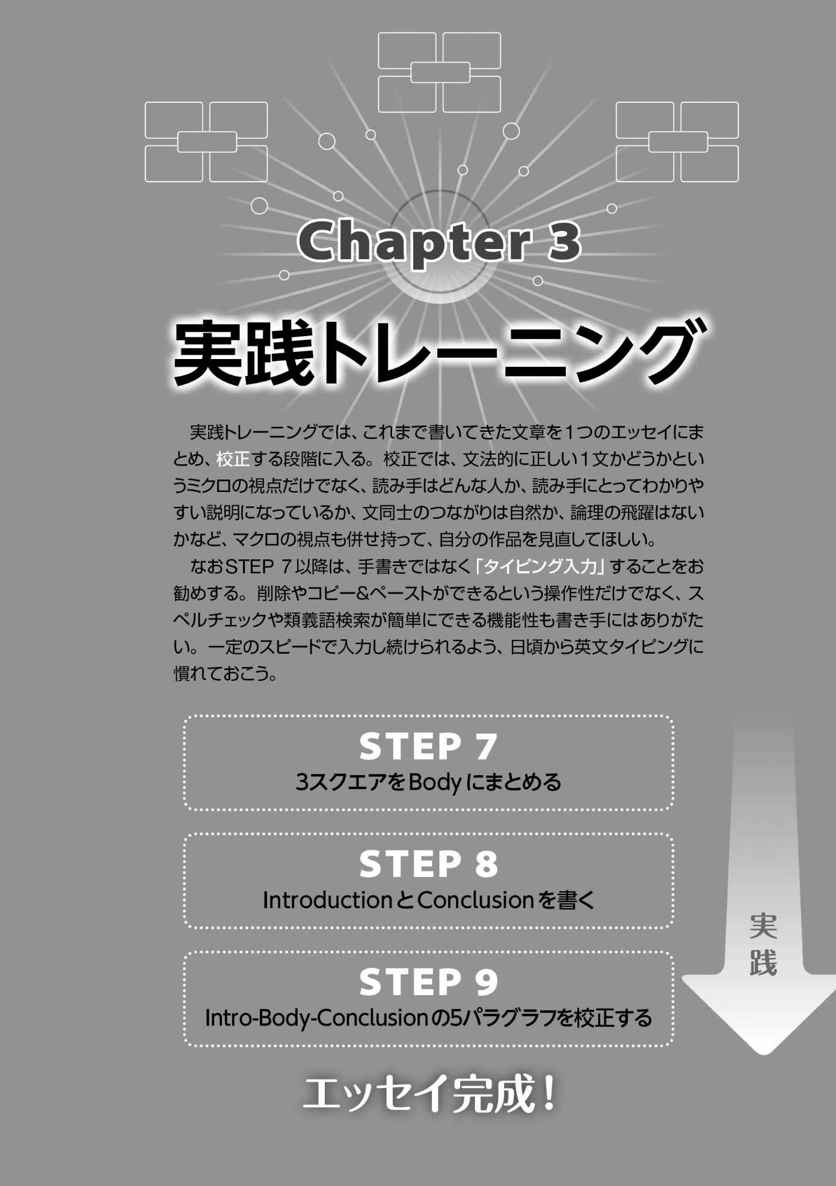 Chapter 3
実践トレーニング
実践トレーニングでは、これまで書いてきた文章を1つのエッセイにま
とめ、校正する段階に入る。校正では、文法的に正しい1文かどうかとい
うミクロの視点だけでなく、読み手はどんな人か、読み手にとってわかりや
すい説明になっているか、文同士のつながりは自然か、論理の飛躍はない
かなど、マクロの視点も併せ持って、自分の作品を見直してほしい。
なおSTEP 7以降は、手書きではなく「タイピング入力」することをお
勧めする。削除やコピー&ペーストができるという操作性だけでなく、ス
ペルチェックや類義語検索が簡単にできる機能性も書き手にはありがた
い。一定のスピードで入力し続けられるよう、日頃から英文タイピングに
慣れておこう。
STEP 7
3スクエアをBodyにまとめる
STEP 8
IntroductionとConclusionを書く
STEP 9
Intro-Body-Conclusionの5パラグラフを校正する
実践
エッセイ完成!